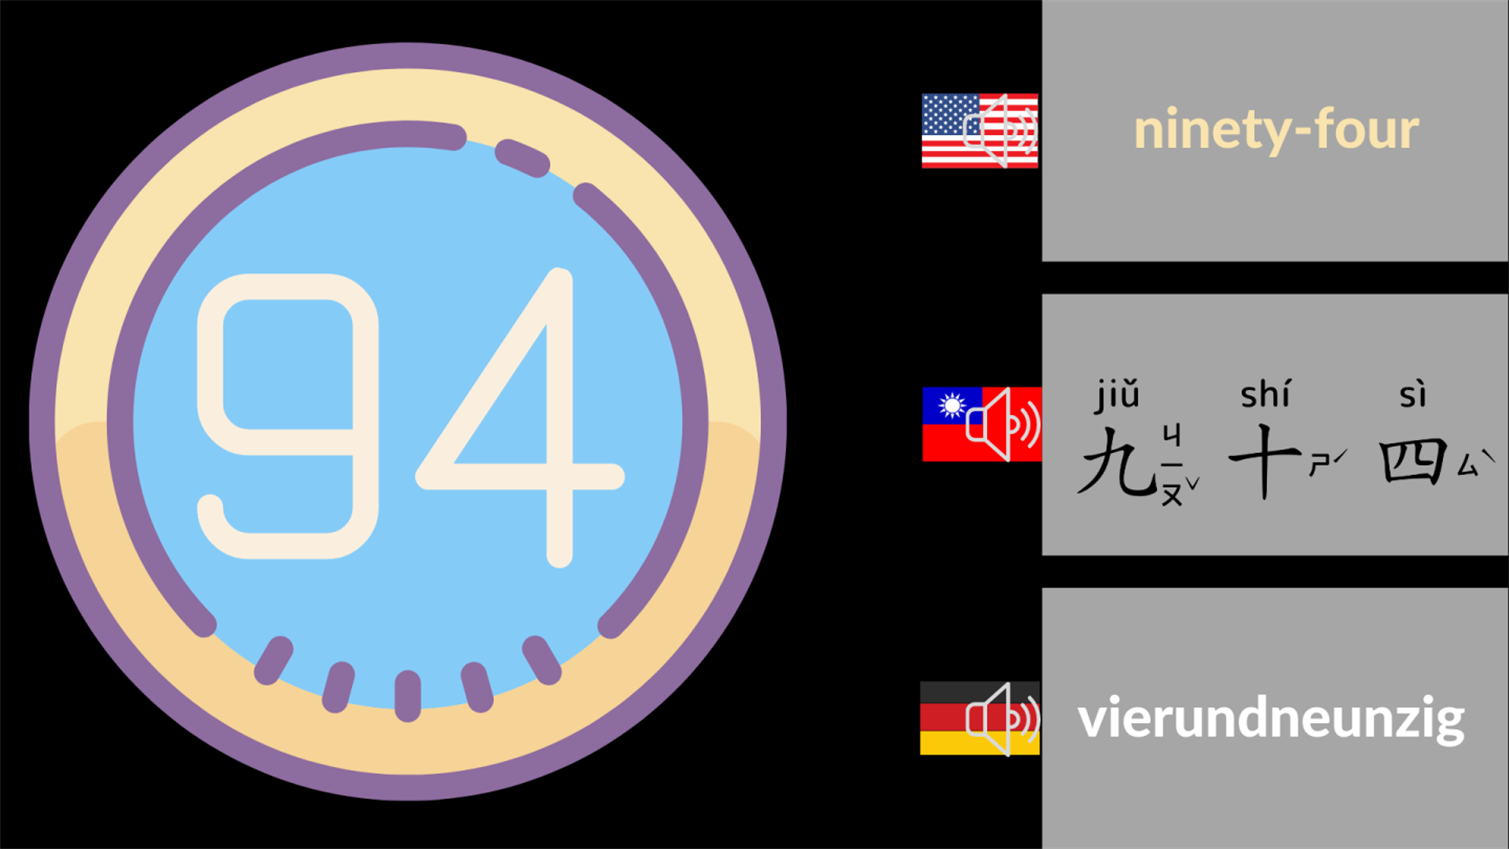 94
ninety-four
jiǔ shí sì
九ㄐㄧㄡˇ 十ㄕˊ 四ㄙˋ
vierundneunzig